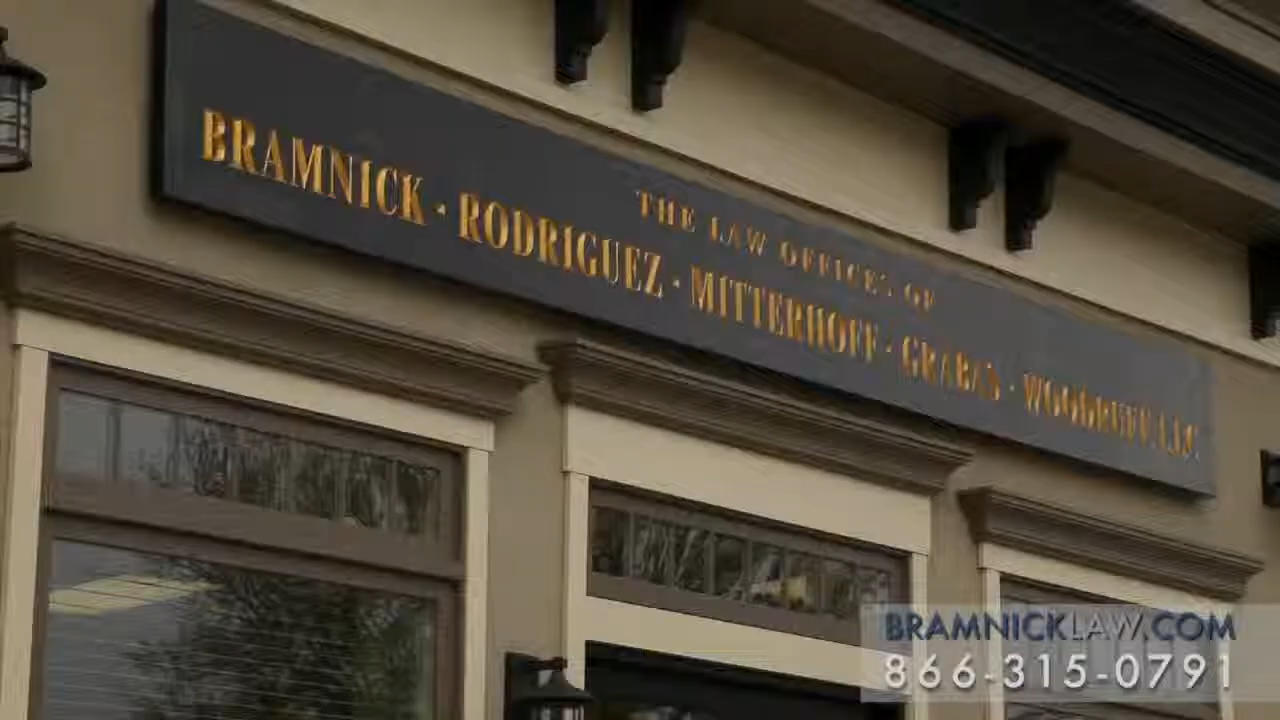 THE LAW OFFICES OF
BRAMNICK · RODRIGUEZ · MITTERHOFF · GRABAS · WOODRUFF, LLC
BRAMNICKLAW.COM
866-315-0791